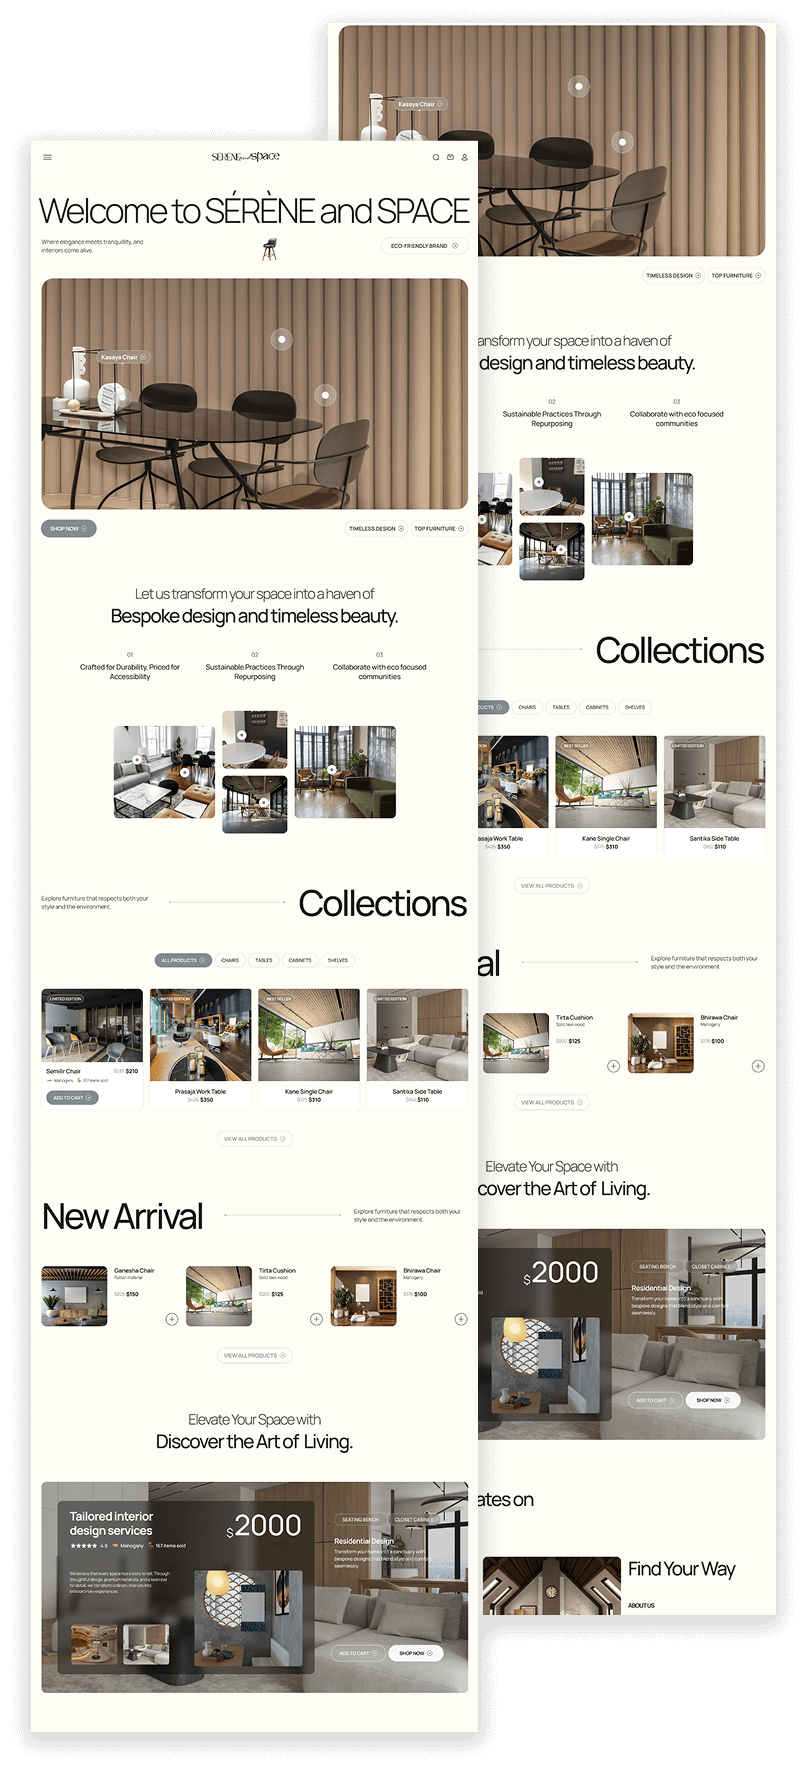 SÉRÈNE and space
Welcome to SÉRÈNE and SPACE
Where elegance meets tranquility, and
interiors come alive.
ECO-FRIENDLY BRAND
Kasaya Chair
SHOP NOW
TIMELESS DESIGN
TOP FURNITURE
Let us transform your space into a haven of
Bespoke design and timeless beauty.
01
Crafted for Durability, Priced for
Accessibility
02
Sustainable Practices Through
Repurposing
03
Collaborate with eco focused
communities
Explore furniture that respects both your
style and the environment.
Collections
ALL PRODUCTS
CHAIRS
TABLES
CABINETS
SHELVES
LIMITED EDITION
Semilir Chair
$235 $210
Mahogany
167 items sold
ADD TO CART
LIMITED EDITION
Prasaja Work Table
$425 $350
BEST SELLER
Kane Single Chair
$375 $310
LIMITED EDITION
Santika Side Table
$150 $110
VIEW ALL PRODUCTS
New Arrival
Explore furniture that respects both your
style and the environment.
Ganesha Chair
Rattan material
$225 $150
Tirta Cushion
Solid teak wood
$200 $125
Bhirawa Chair
Mahogany
$175 $100
VIEW ALL PRODUCTS
Elevate Your Space with
Discover the Art of Living.
Tailored interior
design services
4.9
Mahogany
167 items sold
$2000
We believe that every space has a story to tell. Through
thoughtful design, premium materials, and a keen eye
for detail, we transform ordinary interiors into
extraordinary experiences.
SEATING BENCH
CLOSET CABINET
Residential Design
Transform your home into a sanctuary with
bespoke designs that blend style and comfort
seamlessly.
ADD TO CART
SHOP NOW
Kasaya Chair
TIMELESS DESIGN
TOP FURNITURE
ansform your space into a haven of
design and timeless beauty.
02
Sustainable Practices Through
Repurposing
03
Collaborate with eco focused
communities
Collections
DUCTS
CHAIRS
TABLES
CABINETS
SHELVES
TION
asaja Work Table
$425 $350
BEST SELLER
Kane Single Chair
$375 $310
LIMITED EDITION
Santika Side Table
$150 $110
VIEW ALL PRODUCTS
al
Explore furniture that respects both your
style and the environment.
Tirta Cushion
Solid teak wood
$200 $125
Bhirawa Chair
Mahogany
$175 $100
VIEW ALL PRODUCTS
Elevate Your Space with
cover the Art of Living.
$2000
sold
SEATING BENCH
CLOSET CABINET
Residential Design
Transform your home into a sanctuary with
bespoke designs that blend style and comfort
seamlessly.
ADD TO CART
SHOP NOW
ates on
Find Your Way
ABOUT US